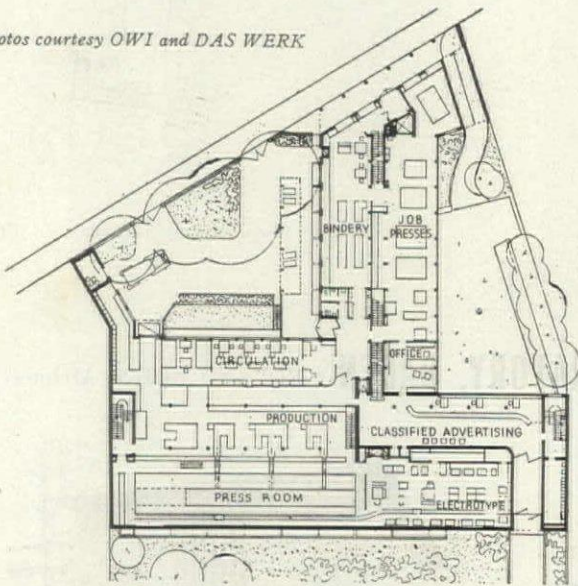 otos courtesy OWI and DAS WERK
BINDERY
JOB
PRESSES
CIRCULATION
OFFICE
PRODUCTION
CLASSIFIED ADVERTISING
PRESS ROOM
ELECTROTYPE